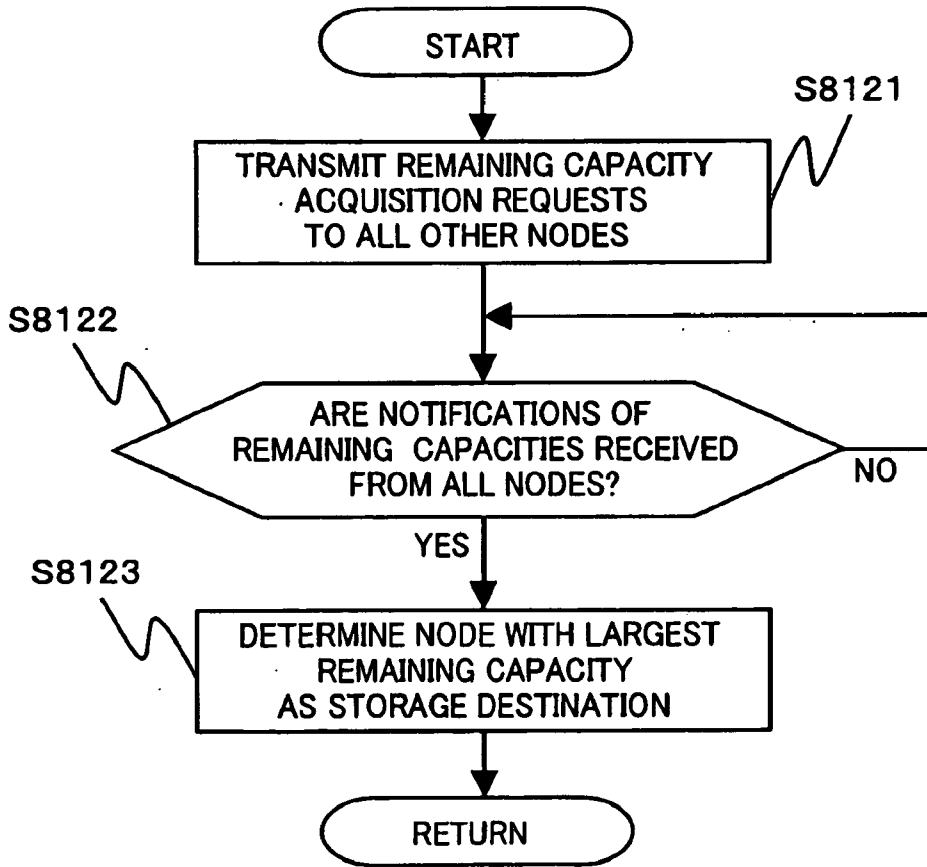 START
S8121
TRANSMIT REMAINING CAPACITY
ACQUISITION REQUESTS
TO ALL OTHER NODES
S8122
ARE NOTIFICATIONS OF
REMAINING CAPACITIES RECEIVED
FROM ALL NODES?
NO
YES
S8123
DETERMINE NODE WITH LARGEST
REMAINING CAPACITY
AS STORAGE DESTINATION
RETURN